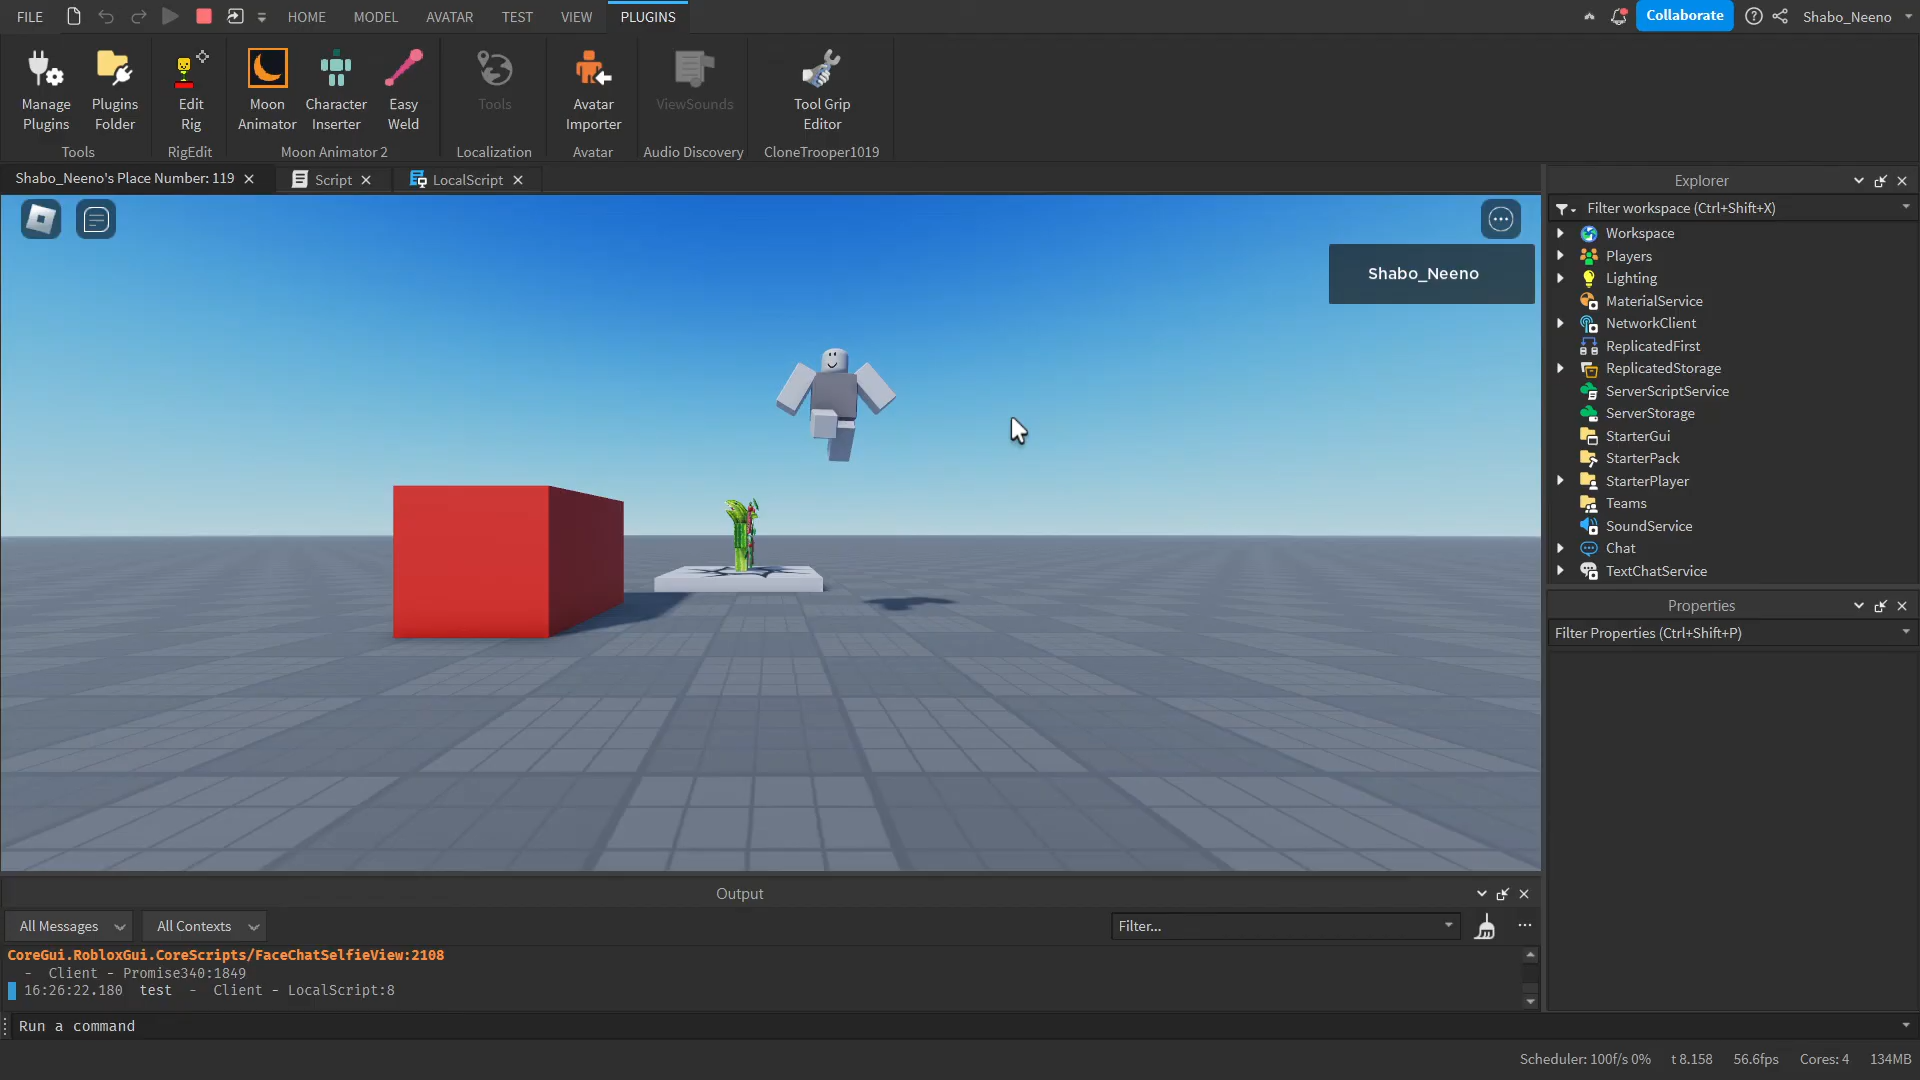 FILE HOME MODEL AVATAR TEST VIEW PLUGINS Collaborate Shabo_Neeno
Manage Plugins
Plugins Folder
Edit Rig
Moon Animator
Character Inserter
Easy Weld
Tools
Avatar Importer
ViewSounds
Tool Grip Editor
Tools RigEdit Moon Animator 2 Localization Avatar Audio Discovery CloneTrooper1019
Shabo_Neeno's Place Number: 119 Script LocalScript
Shabo_Neeno
Explorer
Filter workspace (Ctrl+Shift+X)
Workspace
Players
Lighting
MaterialService
NetworkClient
ReplicatedFirst
ReplicatedStorage
ServerScriptService
ServerStorage
StarterGui
StarterPack
StarterPlayer
Teams
SoundService
Chat
TextChatService
Properties
Filter Properties (Ctrl+Shift+P)
Output
All Messages All Contexts Filter...
CoreGui.RobloxGui.CoreScripts/FaceChatSelfieView:2108
- Client - Promise340:1849
16:26:22.180 test - Client - LocalScript:8
Run a command
Scheduler: 100f/s 0% t 8.158 56.6fps Cores: 4 134MB